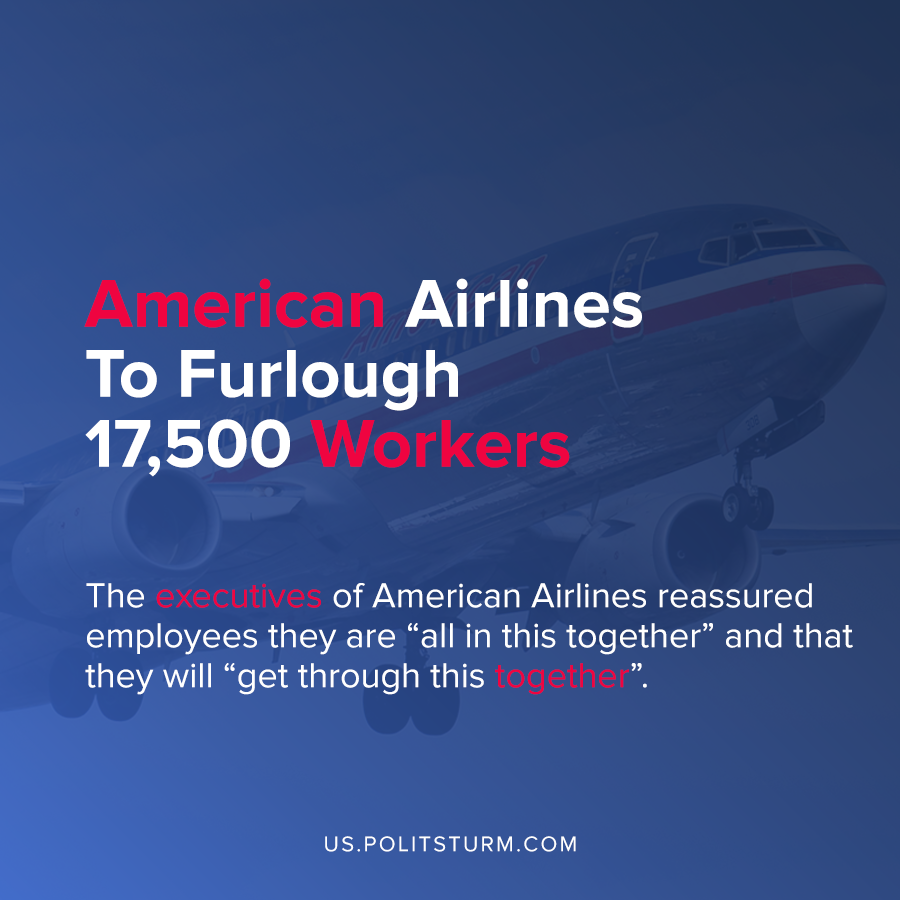 American Airlines
To Furlough
17,500 Workers
The executives of American Airlines reassured
employees they are “all in this together” and that
they will “get through this together”.
US.POLITSTURM.COM